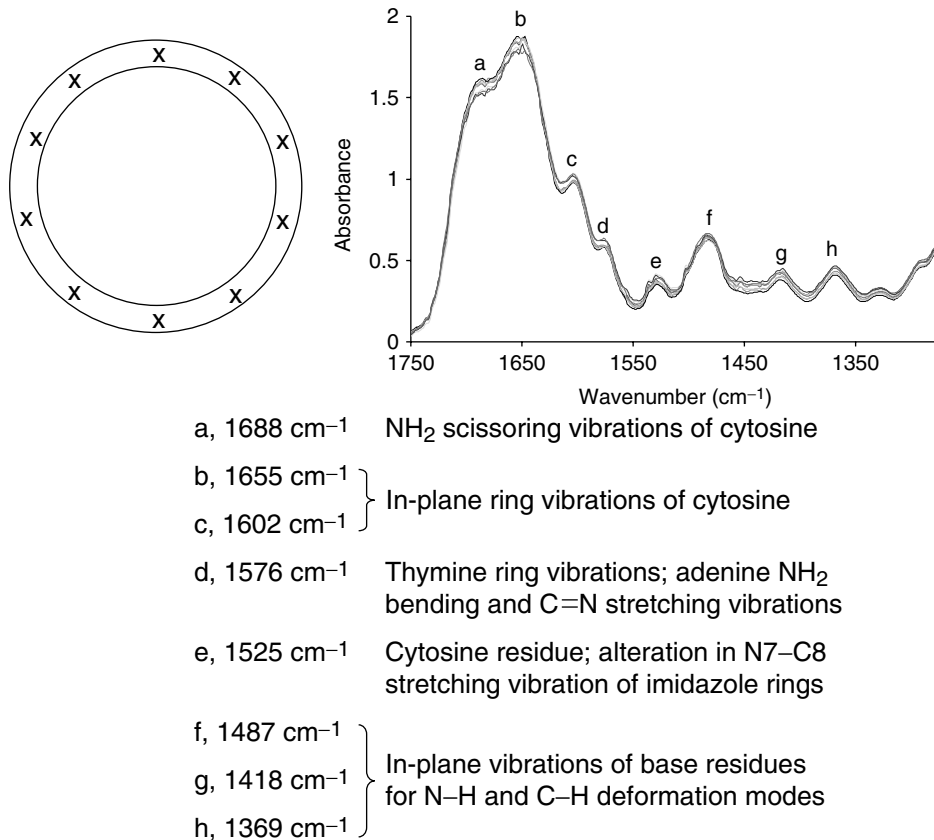 X
X X
X X
X X
X X
X
Absorbance
2
1.5
1
0.5
0
a
b
c
d
e
f
g
h
1750 1650 1550 1450 1350
Wavenumber (cm–1)
a, 1688 cm–1 NH2 scissoring vibrations of cytosine
b, 1655 cm–1
In-plane ring vibrations of cytosine
c, 1602 cm–1
d, 1576 cm–1 Thymine ring vibrations; adenine NH2
bending and C=N stretching vibrations
e, 1525 cm–1 Cytosine residue; alteration in N7–C8
stretching vibration of imidazole rings
f, 1487 cm–1
In-plane vibrations of base residues
g, 1418 cm–1
for N–H and C–H deformation modes
h, 1369 cm–1